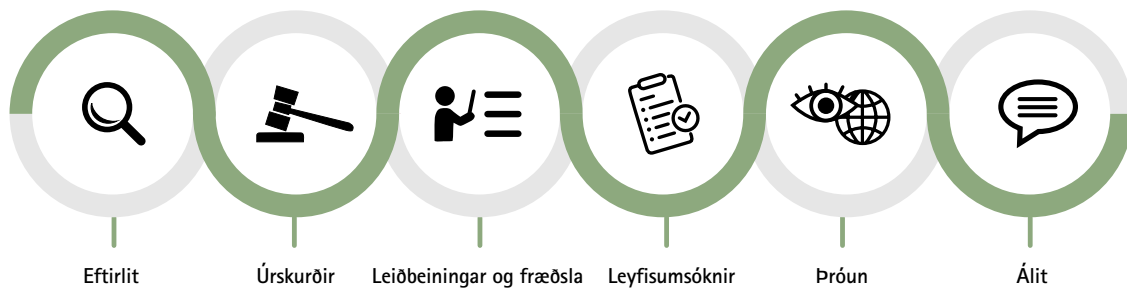 Eftirlit
Úrskurðir
Leiðbeiningar og fræðsla
Leyfisumsóknir
Þróun
Álit